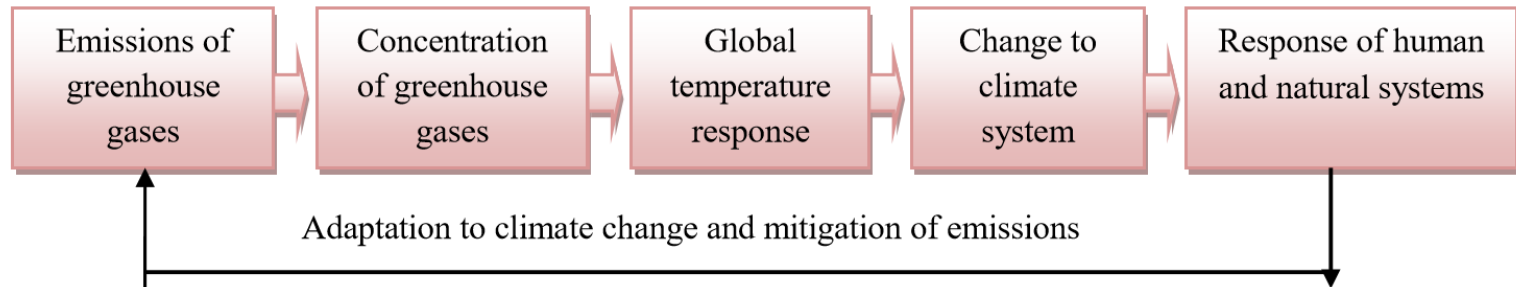 Emissions of
greenhouse
gases
Concentration
of greenhouse
gases
Global
temperature
response
Change to
climate
system
Response of human
and natural systems
Adaptation to climate change and mitigation of emissions